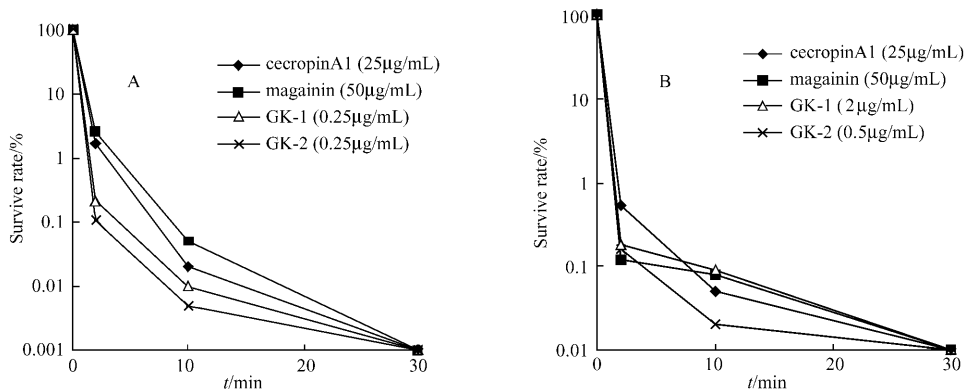 A
100
10
1
0.1
0.01
0.001
Survive rate/%
0
10
20
30
t/min
cecropinA1 (25μg/mL)
magainin (50μg/mL)
GK-1 (0.25μg/mL)
GK-2 (0.25μg/mL)
B
100
10
1
0.1
0.01
Survive rate/%
0
10
20
30
t/min
cecropinA1 (25μg/mL)
magainin (50μg/mL)
GK-1 (2μg/mL)
GK-2 (0.5μg/mL)